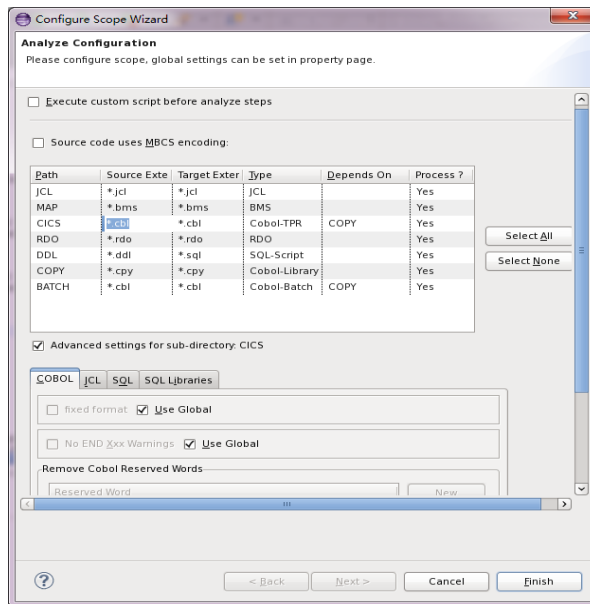 Configure Scope Wizard
Analyze Configuration
Please configure scope, global settings can be set in property page.
Execute custom script before analyze steps
Source code uses MBCS encoding:
Path Source Exte Target Exter Type Depends On Process ?
JCL *.jcl *.jcl JCL Yes
MAP *.bms *.bms BMS Yes
CICS *.cbl *.cbl Cobol-TPR COPY Yes
RDO *.rdo *.rdo RDO Yes
DDL *.ddl *.sql SQL-Script Yes
COPY *.cpy *.cpy Cobol-Library Yes
BATCH *.cbl *.cbl Cobol-Batch COPY Yes
Select All
Select None
Advanced settings for sub-directory: CICS
COBOL JCL SQL SQL Libraries
fixed format Use Global
No END Xxx Warnings Use Global
Remove Cobol Reserved Words
Reserved Word New
? < Back Next > Cancel Finish